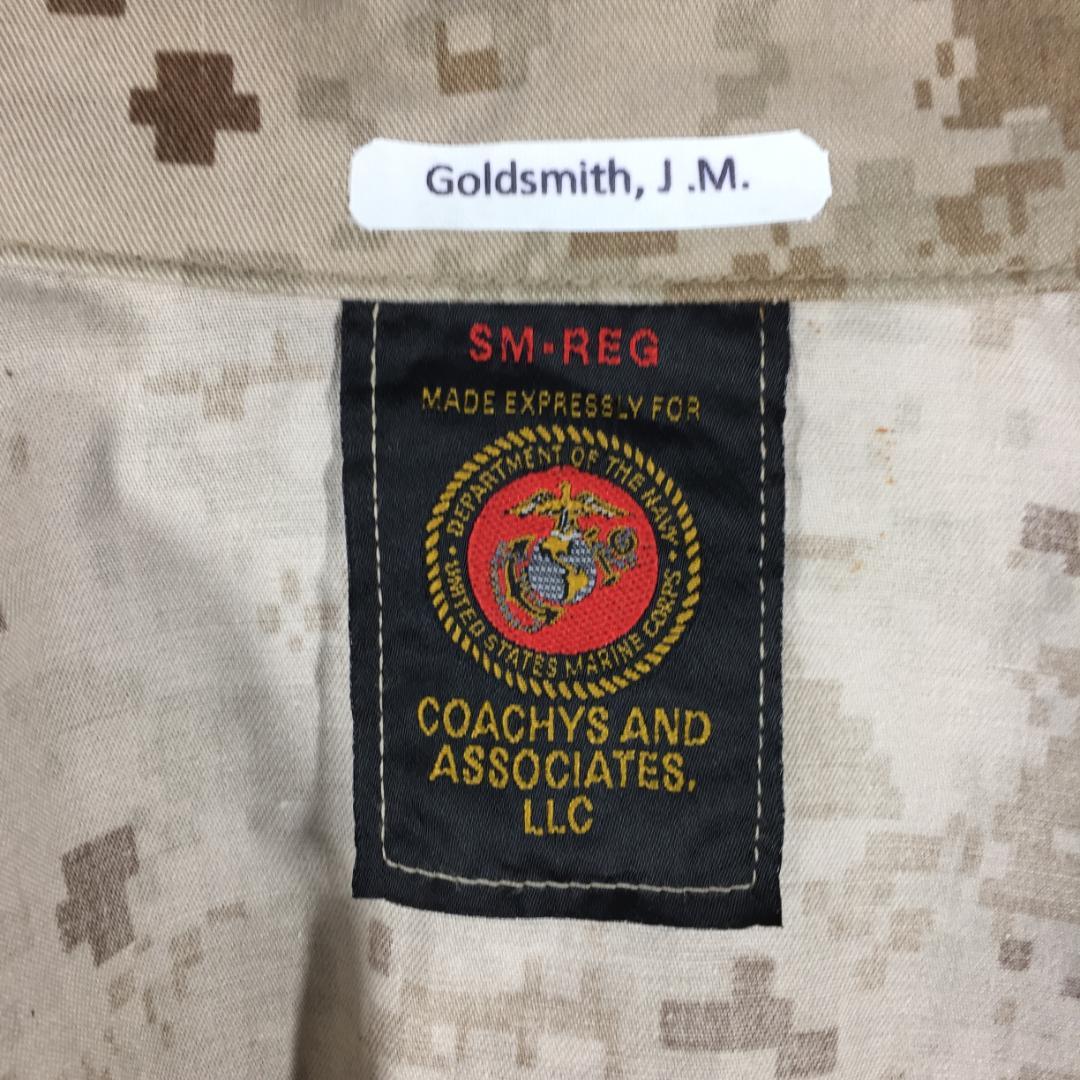 Goldsmith, J .M.
SM-REG
MADE EXPRESSLY FOR
DEPARTMENT OF THE NAVY
UNITED STATES MARINE CORPS
COACHYS AND
ASSOCIATES,
LLC